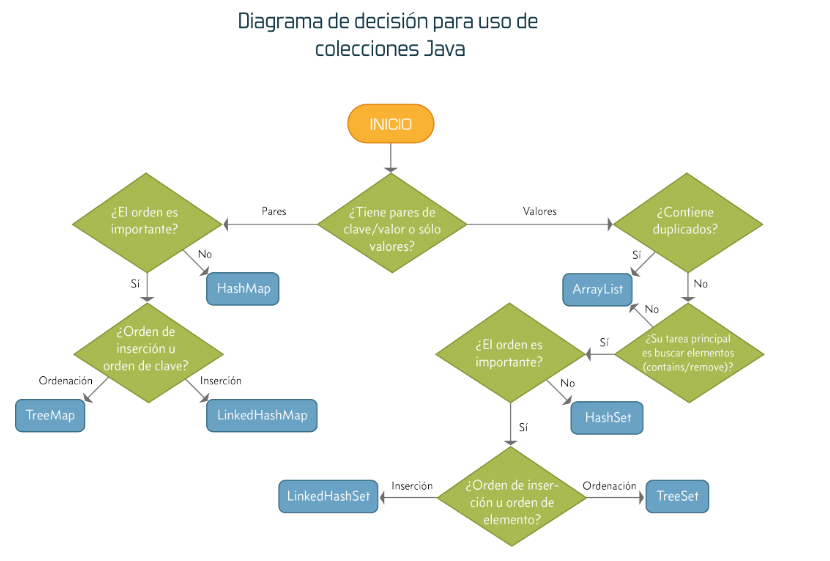 Diagrama de decisión para uso de
colecciones Java
INICIO
¿El orden es
importante?
Pares
¿Tiene pares de
clave/valor o sólo
valores?
Valores
¿Contiene
duplicados?
No
HashMap
Sí
Sí
ArrayList
No
No
¿Orden de
inserción u
orden de clave?
Ordenación
Inserción
TreeMap
LinkedHashMap
¿El orden es
importante?
Sí
¿Su tarea principal
es buscar elementos
(contains/remove)?
No
HashSet
Sí
LinkedHashSet
Inserción
¿Orden de inser-
ción u orden de
elemento?
Ordenación
TreeSet